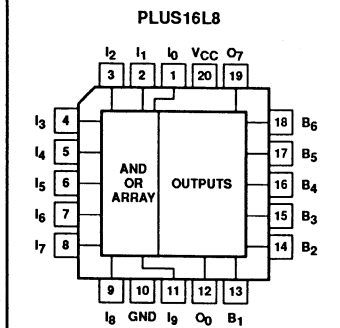 PLUS16L8
I2 I1 I0 VCC O7
3 2 1 20 19
I3 4 18 B6
I4 5 17 B5
I5 6 16 B4
I6 7 15 B3
I7 8 14 B2
AND
OR
ARRAY
OUTPUTS
9 10 11 12 13
I8 GND I9 O0 B1